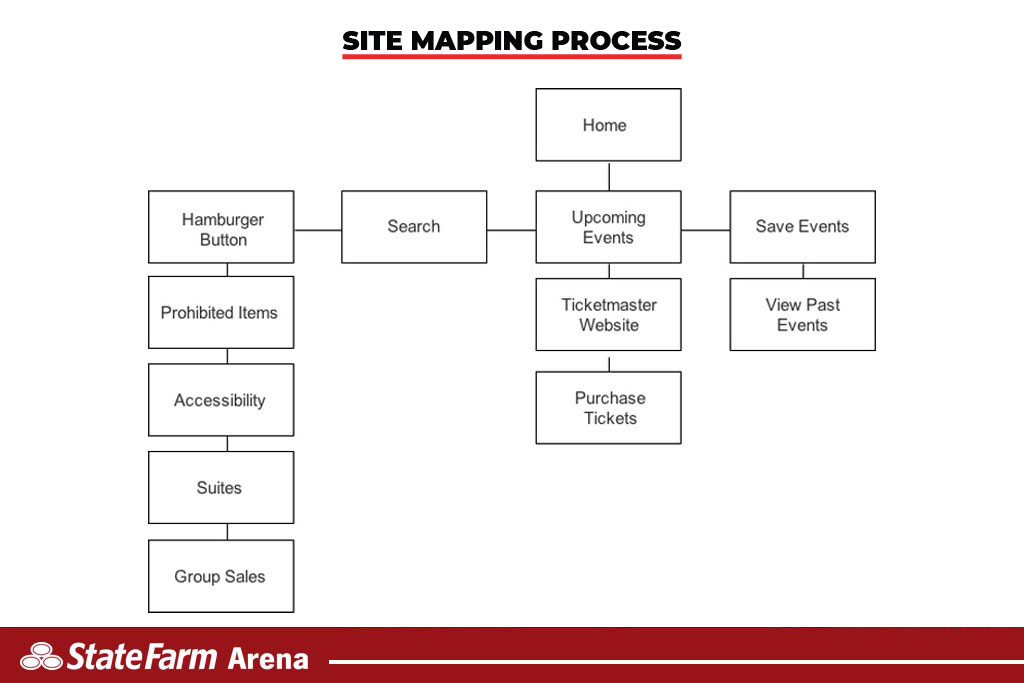 SITE MAPPING PROCESS
Home
Hamburger
Button
Search
Upcoming
Events
Save Events
Prohibited Items
Ticketmaster
Website
View Past
Events
Accessibility
Purchase
Tickets
Suites
Group Sales
StateFarm Arena